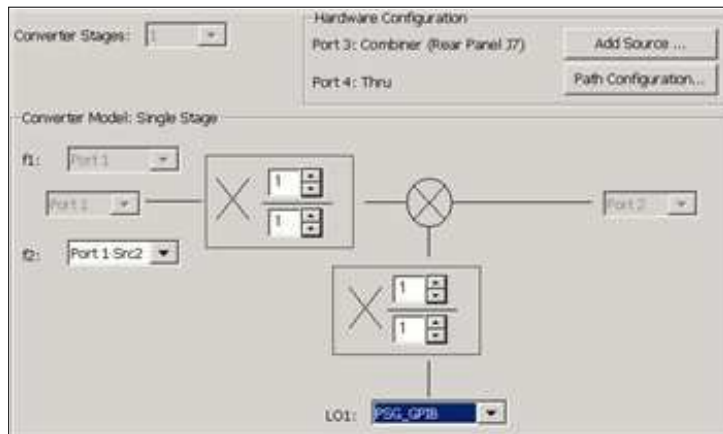 Converter Stages: 1
Hardware Configuration
Port 3: Combiner (Rear Panel J7)
Add Source ...
Port 4: Thru
Path Configuration...
Converter Model: Single Stage
f1: Port 1
Port 1
1
1
Port 2
f2: Port 1 Src2
1
1
LO1: PSG_GPIB